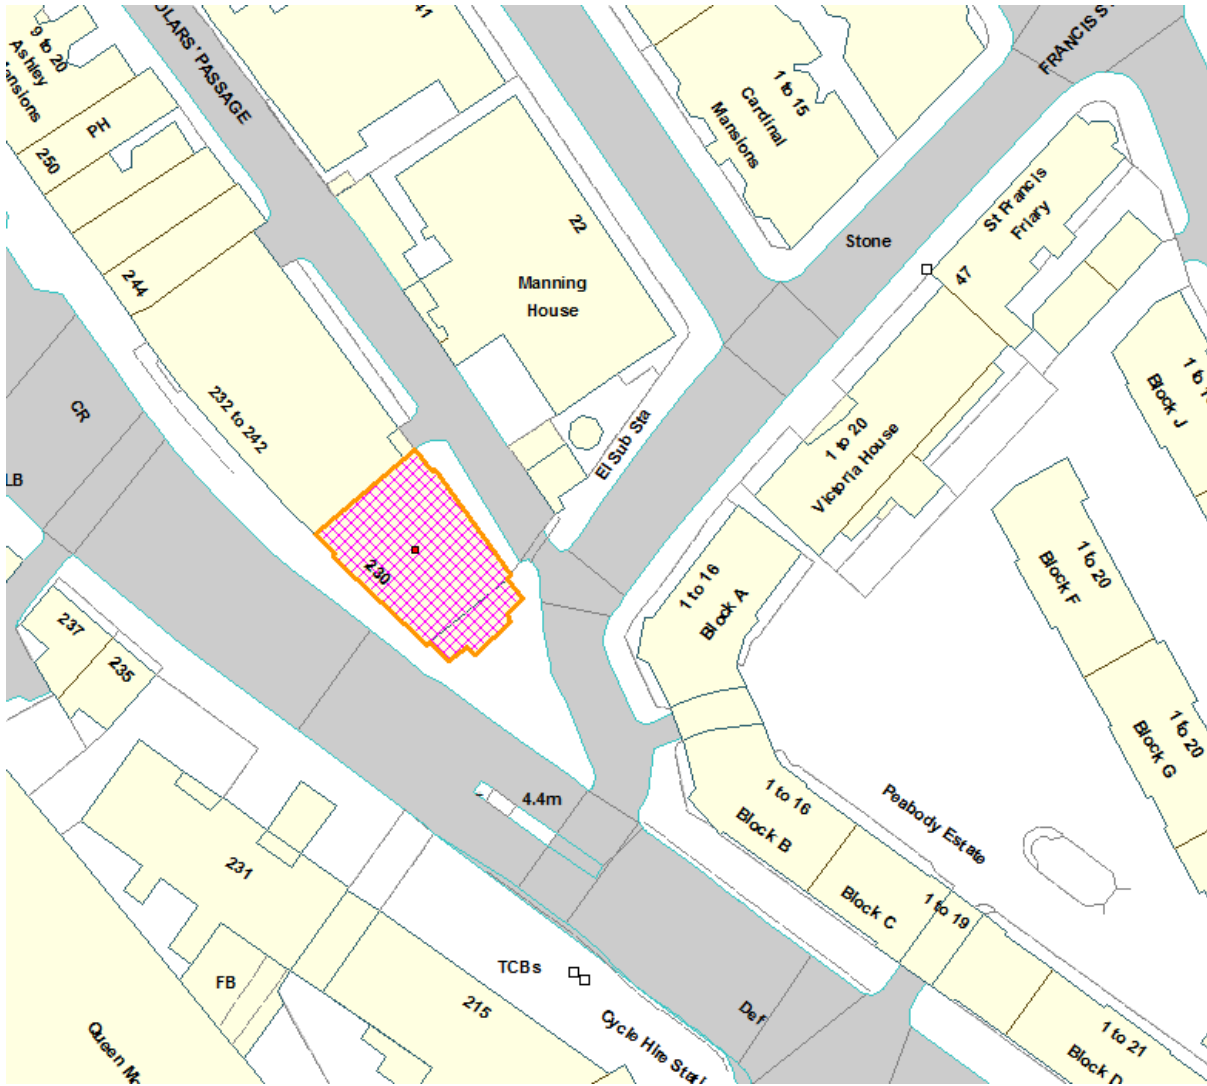 9 to 20
Ashley
ansions
OLARS' PASSAGE
41
PH
250
1 to 15
Cardinal
Mansions
FRANCIS S
St Francis
Friary
47
Stone
22
Manning
House
244
232 to 242
CR
LB
El Sub Sta
1 to 20
Victoria House
Block J
1 to 20
Block F
1 to 16
Block A
230
237
235
1 to 20
Block G
4.4m
1 to 16
Block B
Peabody Estate
231
Block C
1 to 19
FB
TCBs
215
Def
Cycle Hire Stat
1 to 21
Block D
Queen M